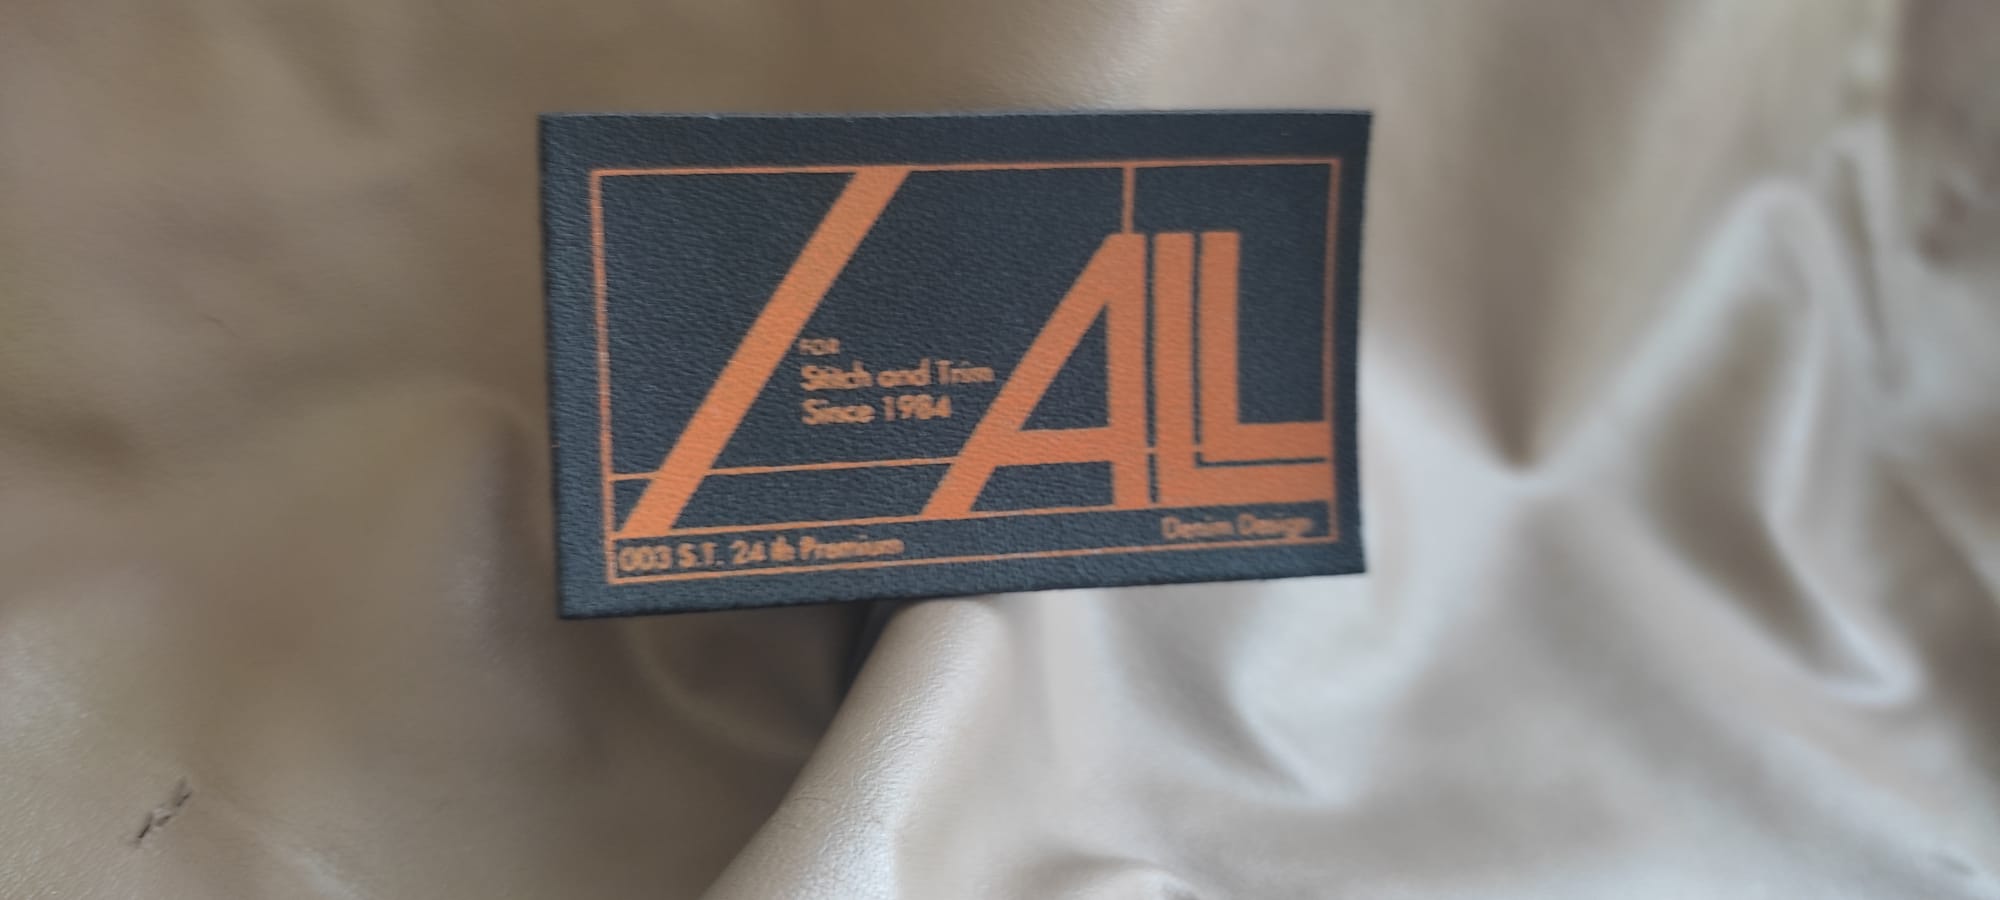 ALL
FOR
Stitch and Trim
Since 1984
003 S.T. 24 th Premium
Denim Design